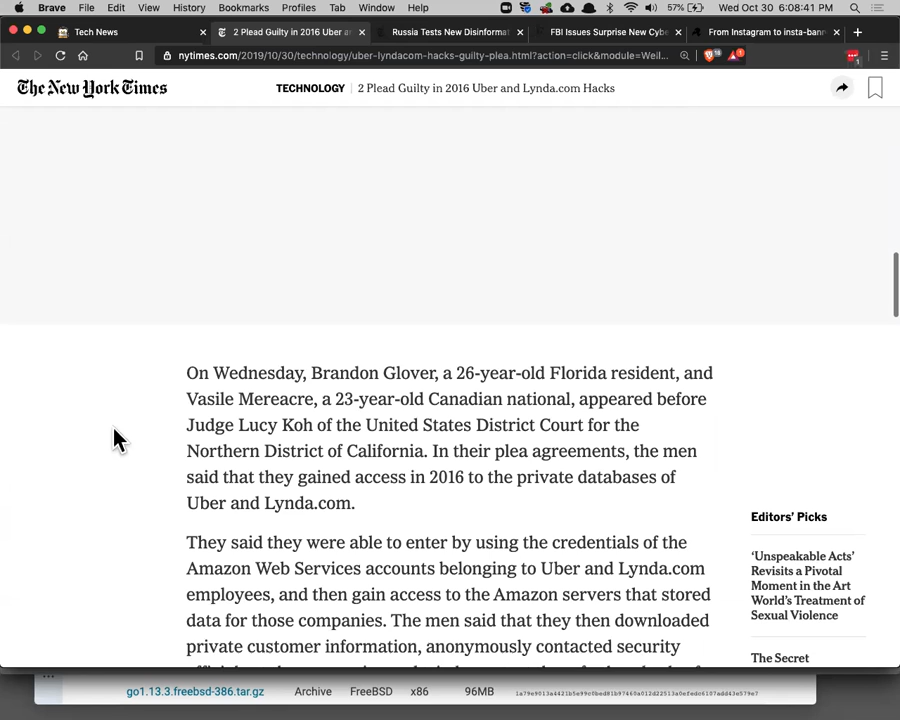 Brave File Edit View History Bookmarks Profiles Tab Window Help 57% Wed Oct 30 6:08:41 PM
Tech News 2 Plead Guilty in 2016 Uber a Russia Tests New Disinforma FBI Issues Surprise New Cybe From Instagram to insta-bann
nytimes.com/2019/10/30/technology/uber-lyndacom-hacks-guilty-plea.html?action=click&module=Well...
The New York Times TECHNOLOGY | 2 Plead Guilty in 2016 Uber and Lynda.com Hacks
On Wednesday, Brandon Glover, a 26-year-old Florida resident, and
Vasile Mereacre, a 23-year-old Canadian national, appeared before
Judge Lucy Koh of the United States District Court for the
Northern District of California. In their plea agreements, the men
said that they gained access in 2016 to the private databases of
Uber and Lynda.com.
They said they were able to enter by using the credentials of the
Amazon Web Services accounts belonging to Uber and Lynda.com
employees, and then gain access to the Amazon servers that stored
data for those companies. The men said that they then downloaded
private customer information, anonymously contacted security
Editors' Picks
‘Unspeakable Acts’
Revisits a Pivotal
Moment in the Art
World’s Treatment of
Sexual Violence
The Secret
go1.13.3.freebsd-386.tar.gz Archive FreeBSD x86 96MB